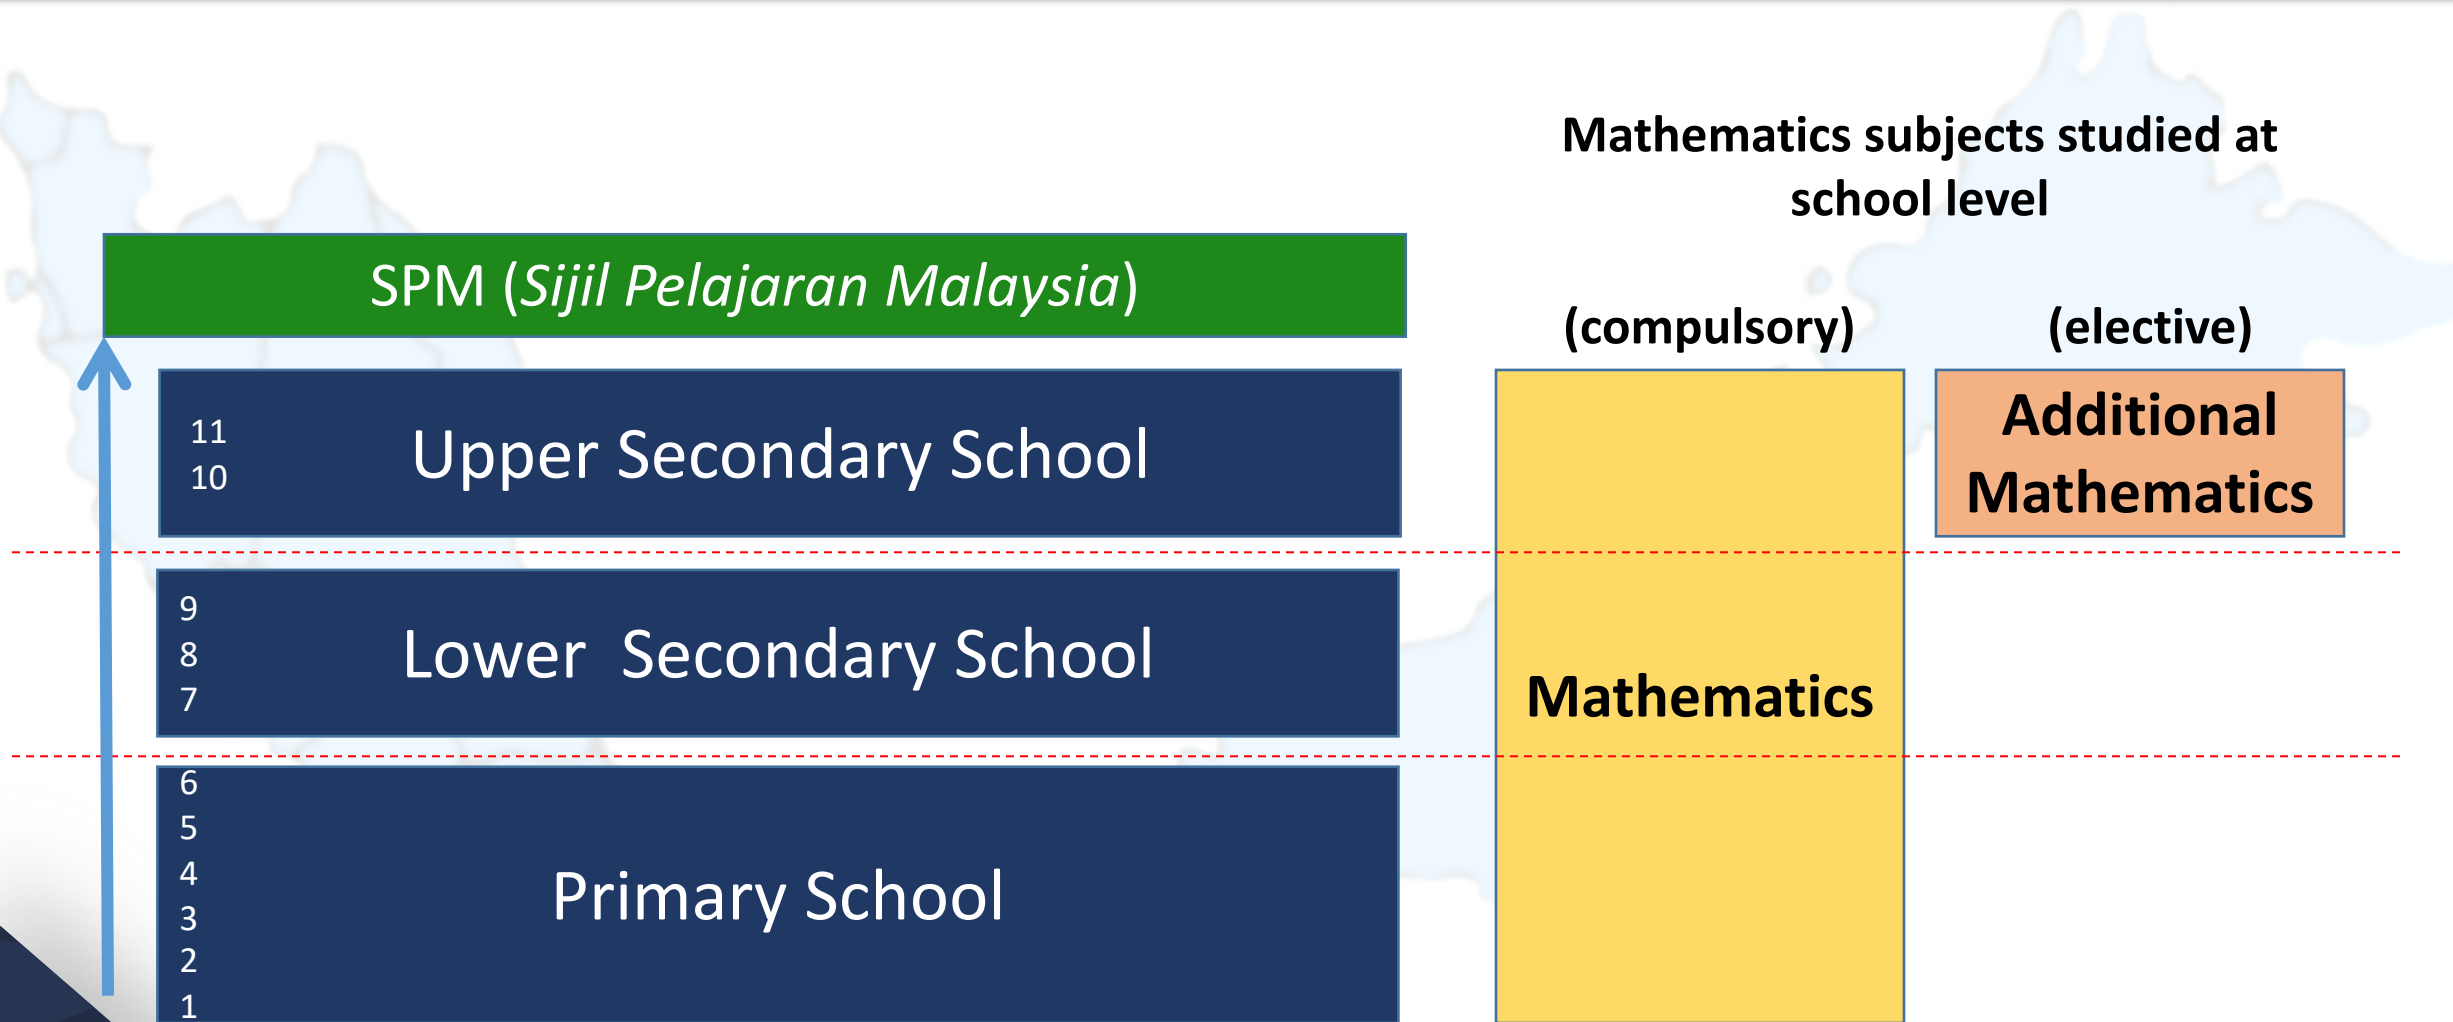 Mathematics subjects studied at
school level
SPM (Sijil Pelajaran Malaysia)
(compulsory)
(elective)
11
10
Upper Secondary School
Additional
Mathematics
9
8
7
Lower Secondary School
Mathematics
6
5
4
3
2
1
Primary School